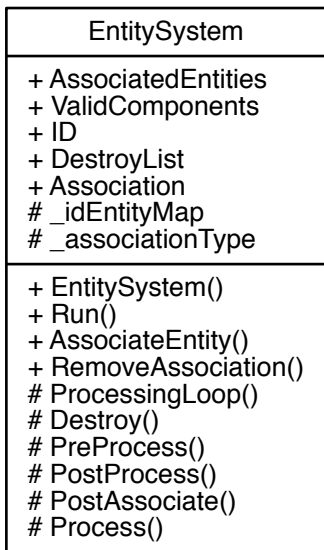 EntitySystem
+ AssociatedEntities
+ ValidComponents
+ ID
+ DestroyList
+ Association
# _idEntityMap
# _associationType
+ EntitySystem()
+ Run()
+ AssociateEntity()
+ RemoveAssociation()
# ProcessingLoop()
# Destroy()
# PreProcess()
# PostProcess()
# PostAssociate()
# Process()